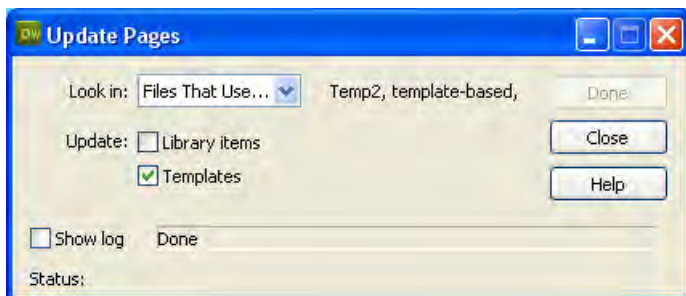 Dw Update Pages
Look in: Files That Use... Temp2, template-based, Done
Update: Library items Close
Templates Help
Show log Done
Status: